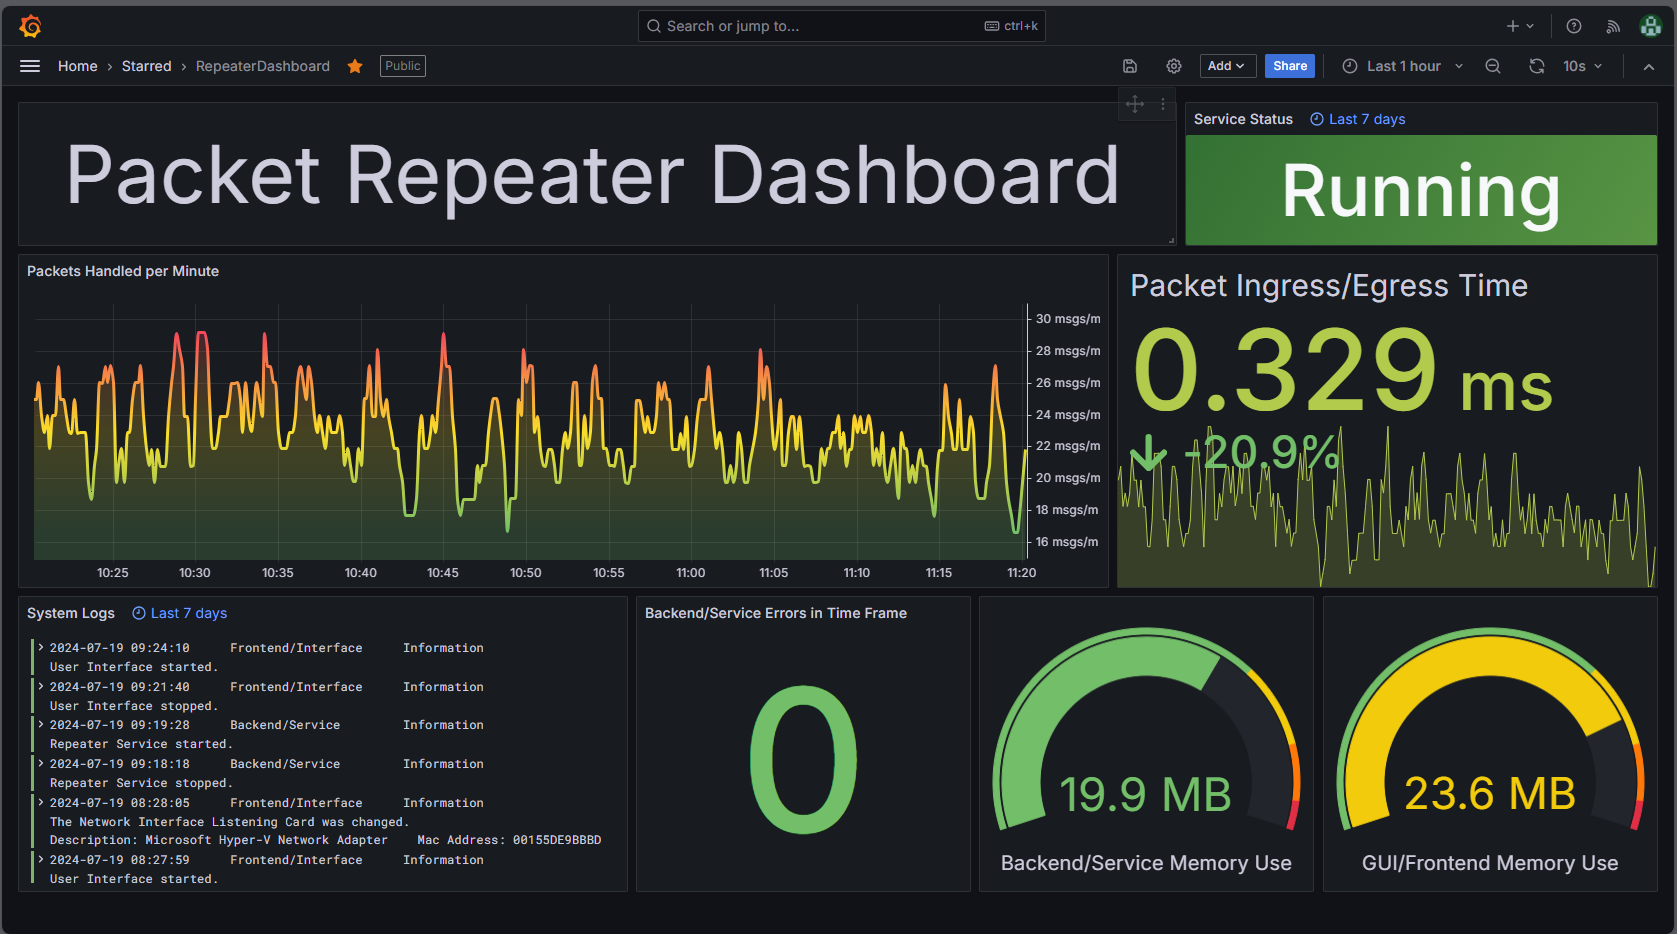 Search or jump to... ctrl+k
Home › Starred › RepeaterDashboard Public Add Share Last 1 hour 10s
Packet Repeater Dashboard
Service Status Last 7 days
Running
Packets Handled per Minute
30 msgs/m
28 msgs/m
26 msgs/m
24 msgs/m
22 msgs/m
20 msgs/m
18 msgs/m
16 msgs/m
10:25 10:30 10:35 10:40 10:45 10:50 10:55 11:00 11:05 11:10 11:15 11:20
Packet Ingress/Egress Time
0.329 ms
-20.9%
System Logs Last 7 days
2024-07-19 09:24:10 Frontend/Interface Information
User Interface started.
2024-07-19 09:21:40 Frontend/Interface Information
User Interface stopped.
2024-07-19 09:19:28 Backend/Service Information
Repeater Service started.
2024-07-19 09:18:18 Backend/Service Information
Repeater Service stopped.
2024-07-19 08:28:05 Frontend/Interface Information
The Network Interface Listening Card was changed.
Description: Microsoft Hyper-V Network Adapter Mac Address: 00155DE9BBBD
2024-07-19 08:27:59 Frontend/Interface Information
User Interface started.
Backend/Service Errors in Time Frame
0
19.9 MB
Backend/Service Memory Use
23.6 MB
GUI/Frontend Memory Use